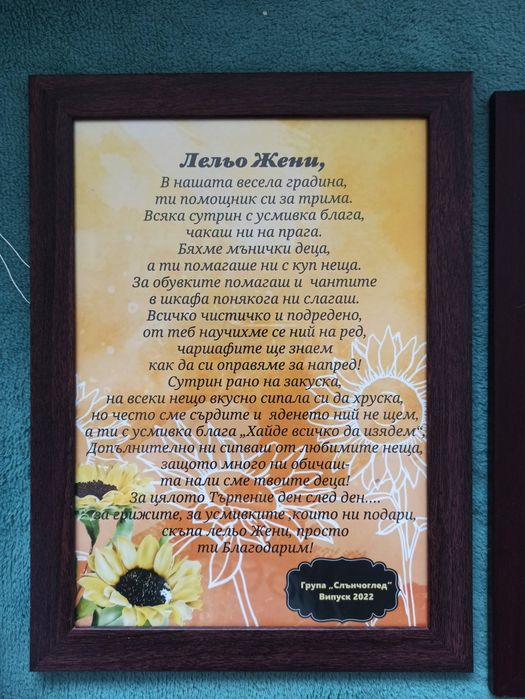 Лельо Жени,
В нашата весела градина,
ти помощник си за трима.
Всяка сутрин с усмивка блага,
чакаш ни на прага.
Бяхме мънички деца,
а ти помагаше ни с куп неща.
За обувките помагаш и чантите
в шкафа понякога ни слагаш.
Всичко чистичко и подредено,
от теб научихме се ний на ред,
чаршафите ще знаем
как да си оправяме за напред!
Сутрин рано на закуска,
на всеки нещо вкусно сипала си да хруска,
но често сме сърдите и яденето ний не щем,
а ти с усмивка блага „Хайде всичко да изядем“,
Допълнително ни сипваш от любимите неща,
защото много ни обичаш-
та нали сме твоите деца!
За цялото Търпение ден след ден....
за грижите, за усмивките ,които ни подари,
скъпа лельо Жени, просто
ти Благодарим!
Група „Слънчоглед“
Випуск 2022